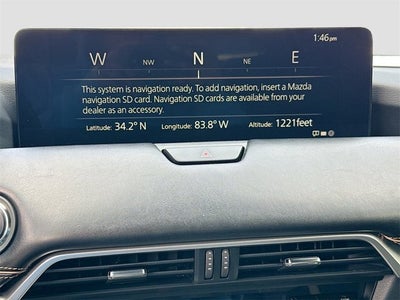 1:46pm
W NW N NE E
This system is navigation ready. To add navigation, insert a Mazda
navigation SD card. Navigation SD cards are available from your
dealer as an accessory.
Latitude: 34.2° N Longitude: 83.8° W Altitude: 1221feet